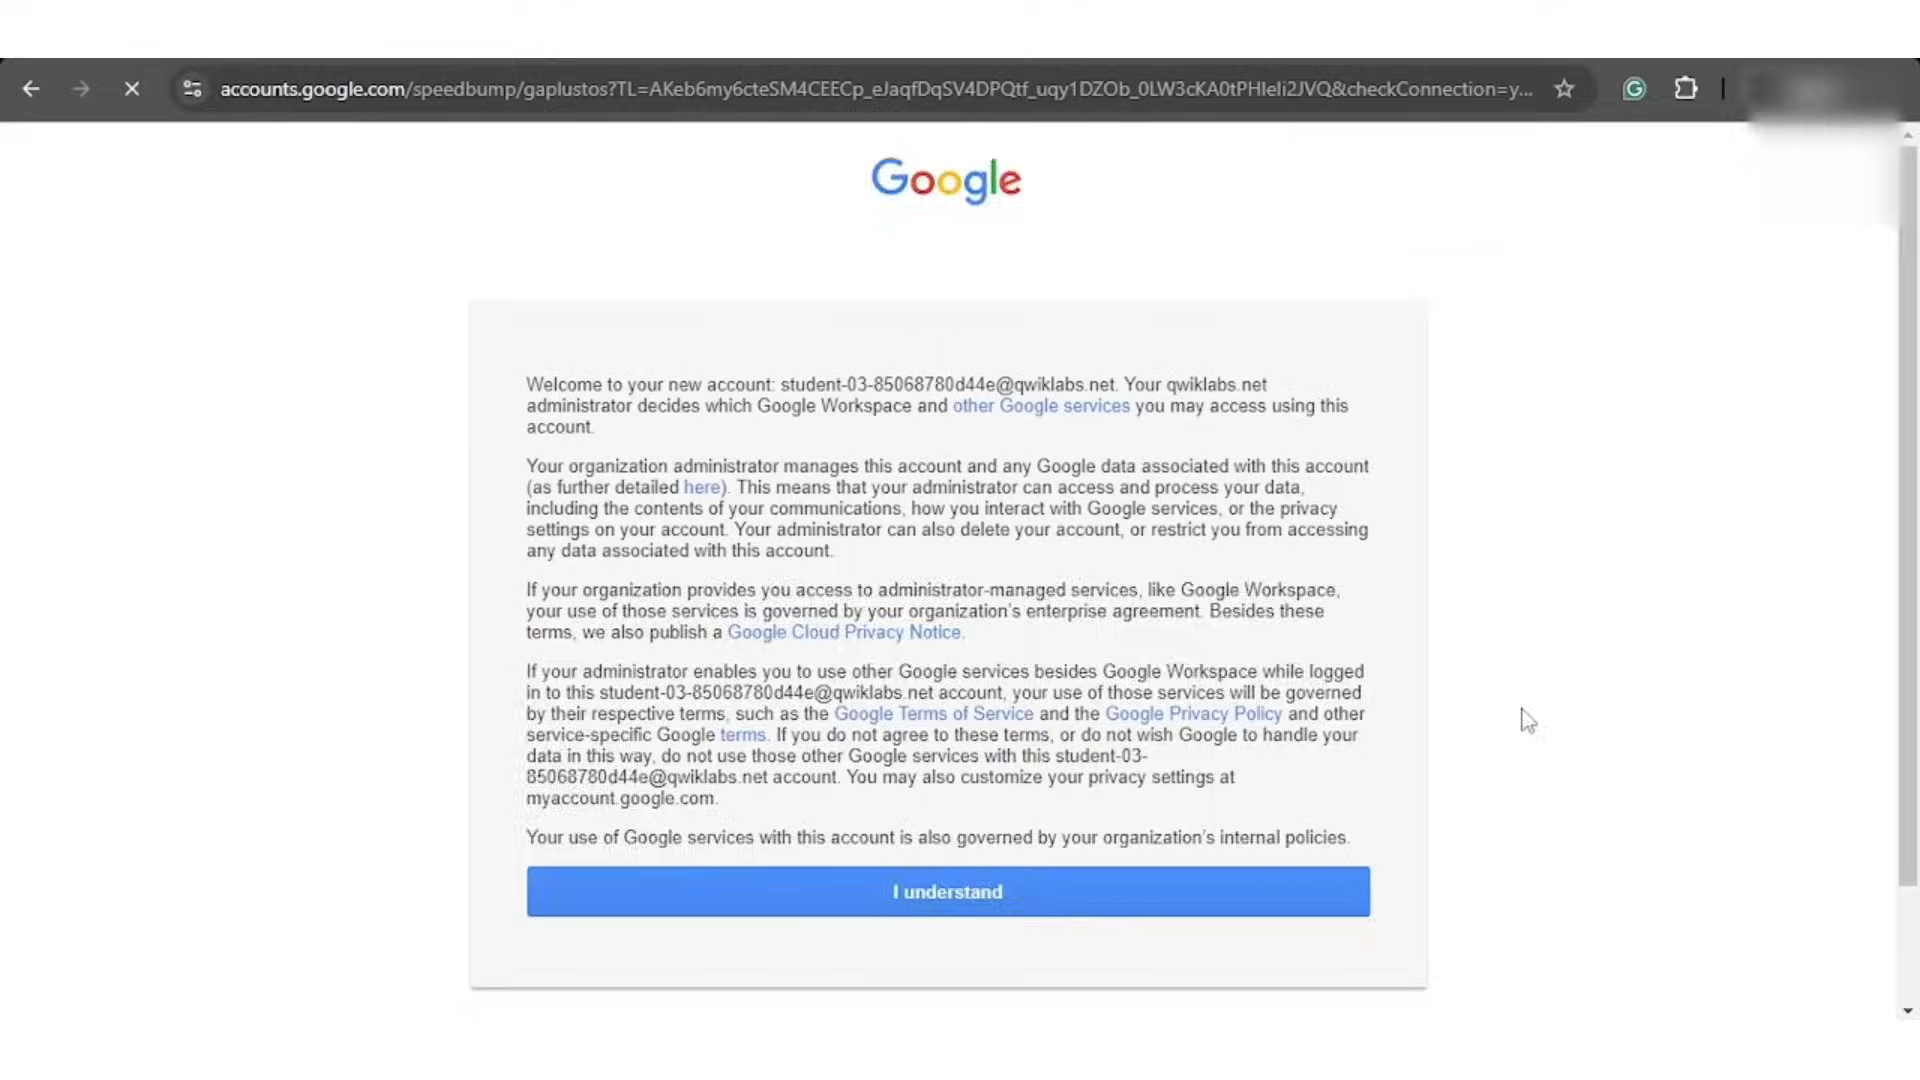 accounts.google.com/speedbump/gaplustos?TL=AKeb6my6cteSM4CEECp_eJaqfDqSV4DPQtf_uqy1DZOb_0LW3cKA0tPHIeIi2JVQ&checkConnection=y...
Google
Welcome to your new account: student-03-85068780d44e@qwiklabs.net. Your qwiklabs.net
administrator decides which Google Workspace and other Google services you may access using this
account.
Your organization administrator manages this account and any Google data associated with this account
(as further detailed here). This means that your administrator can access and process your data,
including the contents of your communications, how you interact with Google services, or the privacy
settings on your account. Your administrator can also delete your account, or restrict you from accessing
any data associated with this account.
If your organization provides you access to administrator-managed services, like Google Workspace,
your use of those services is governed by your organization's enterprise agreement. Besides these
terms, we also publish a Google Cloud Privacy Notice.
If your administrator enables you to use other Google services besides Google Workspace while logged
in to this student-03-85068780d44e@qwiklabs.net account, your use of those services will be governed
by their respective terms, such as the Google Terms of Service and the Google Privacy Policy and other
service-specific Google terms. If you do not agree to these terms, or do not wish Google to handle your
data in this way, do not use those other Google services with this student-03-
85068780d44e@qwiklabs.net account. You may also customize your privacy settings at
myaccount.google.com.
Your use of Google services with this account is also governed by your organization's internal policies.
I understand